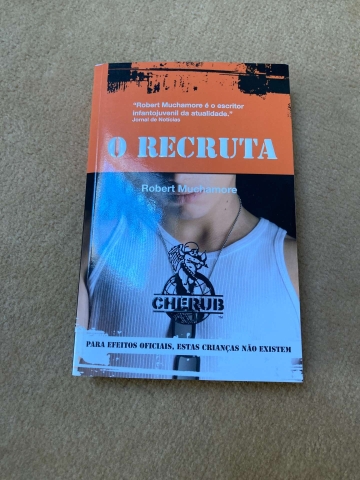 "Robert Muchamore é o escritor
infantojuvenil da atualidade."
Jornal de Notícias
O RECRUTA
Robert Muchamore
CHERUB
PARA EFEITOS OFICIAIS, ESTAS CRIANÇAS NÃO EXISTEM